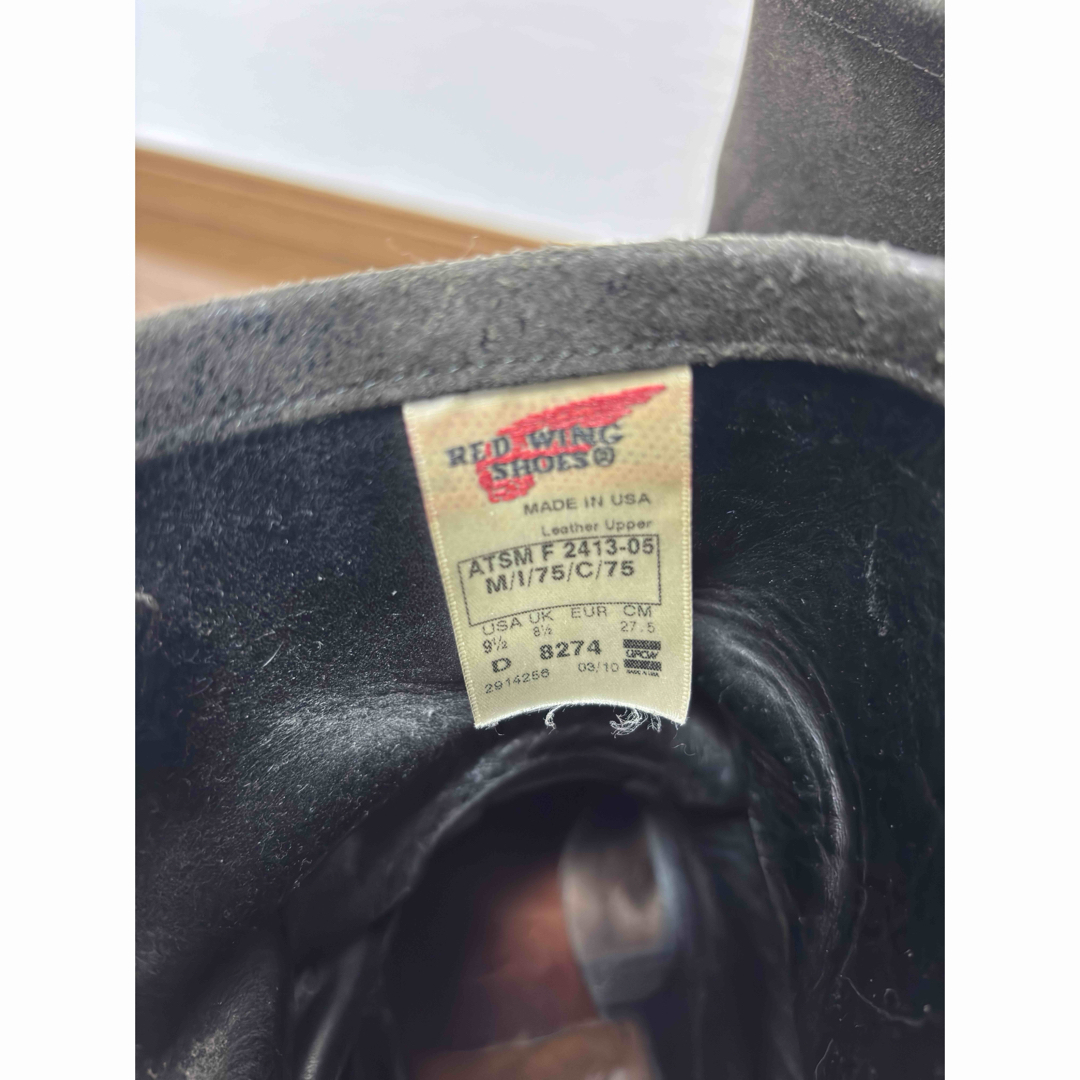 RED WING
SHOES®
MADE IN USA
Leather Upper
ATSM F 2413-05
M/I/75/C/75
USA UK EUR CM
9½ 8½ 27.5
D 8274
2914256 03/10